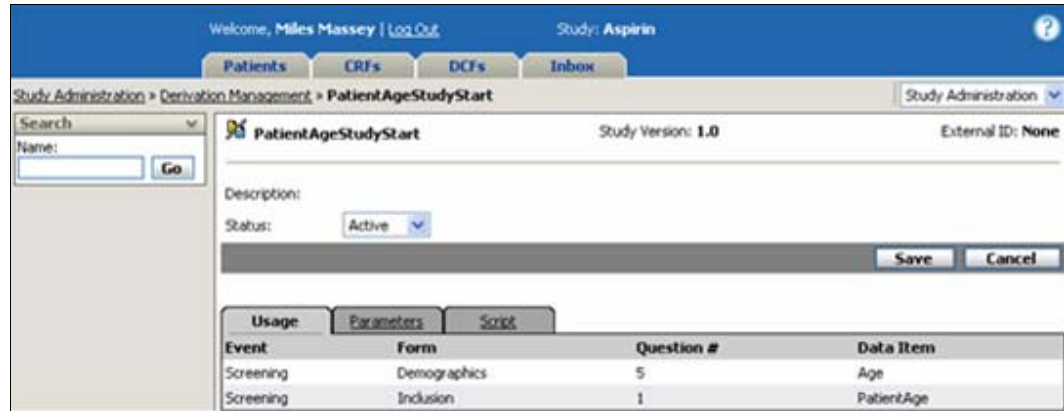 Welcome, Miles Massey | Log Out Study: Aspirin ?
Patients CRFs DCFs Inbox
Study Administration » Derivation Management » PatientAgeStudyStart Study Administration
Search
Name:
Go
PatientAgeStudyStart Study Version: 1.0 External ID: None
Description:
Status: Active
Save Cancel
Usage Parameters Script
Event Form Question # Data Item
Screening Demographics 5 Age
Screening Inclusion 1 PatientAge